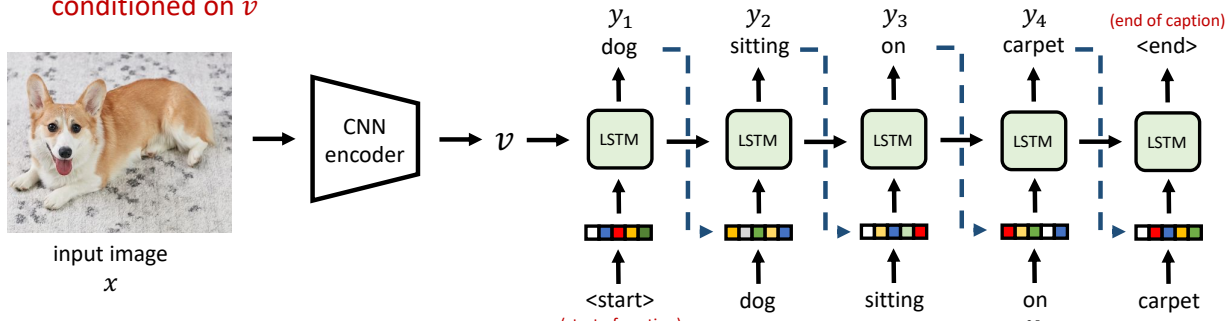 conditioned on v
y₁ y₂ y₃ y₄ (end of caption)
dog sitting on carpet <end>
CNN
encoder
v
LSTM LSTM LSTM LSTM LSTM
input image
x
<start> dog sitting on carpet